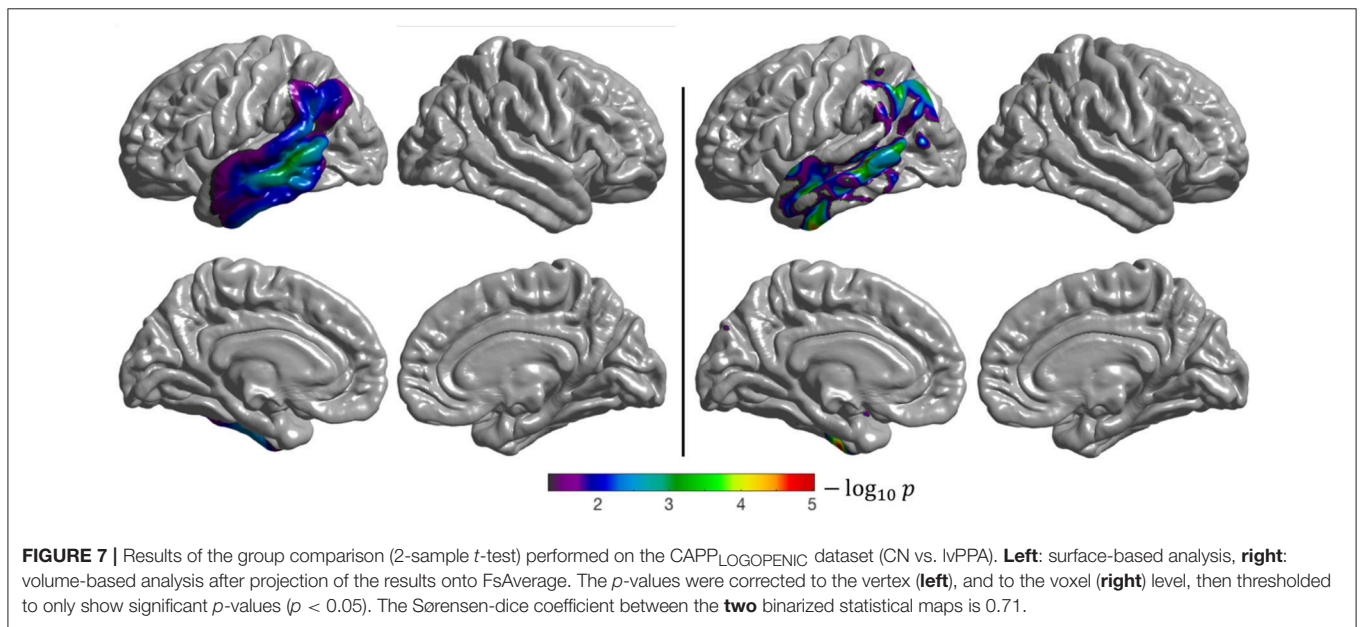 2 3 4 5 − log₁₀ p
FIGURE 7 | Results of the group comparison (2-sample t-test) performed on the CAPPLOGOPENIC dataset (CN vs. lvPPA). Left: surface-based analysis, right:
volume-based analysis after projection of the results onto FsAverage. The p-values were corrected to the vertex (left), and to the voxel (right) level, then thresholded
to only show significant p-values (p < 0.05). The Sørensen-dice coefficient between the two binarized statistical maps is 0.71.